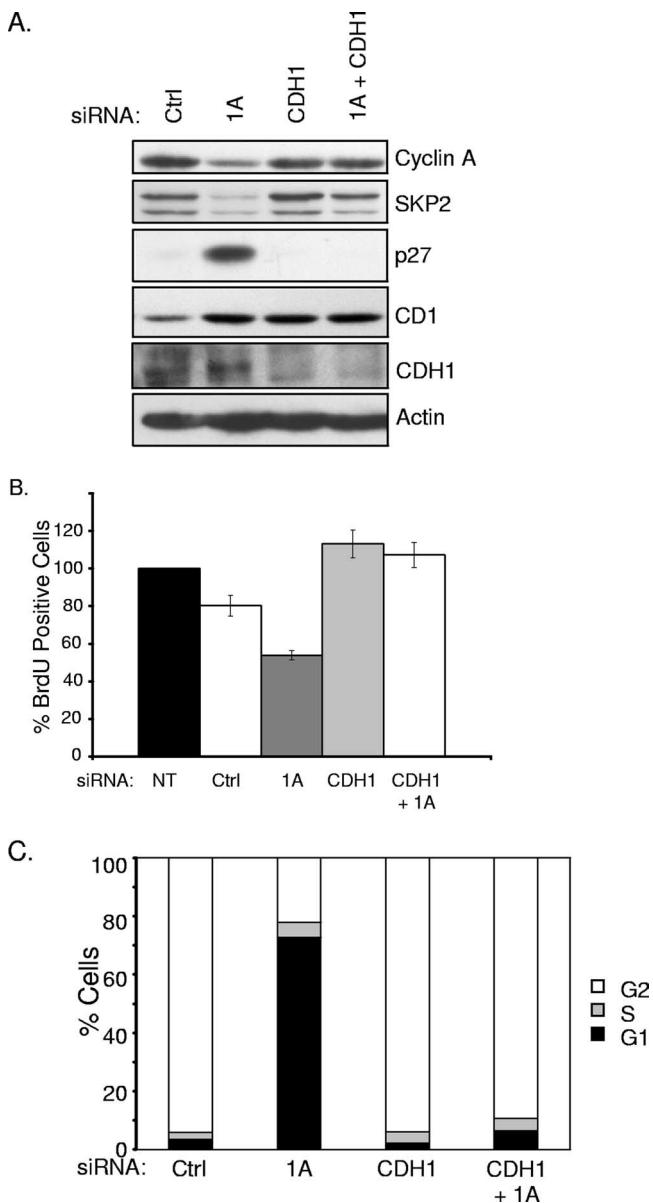 A.
siRNA: Ctrl 1A CDH1 1A + CDH1
Cyclin A
SKP2
p27
CD1
CDH1
Actin
B.
% BrdU Positive Cells
120
100
80
60
40
20
0
siRNA: NT Ctrl 1A CDH1 CDH1
+ 1A
C.
% Cells
100
80
60
40
20
0
G2
S
G1
siRNA: Ctrl 1A CDH1 CDH1
+ 1A